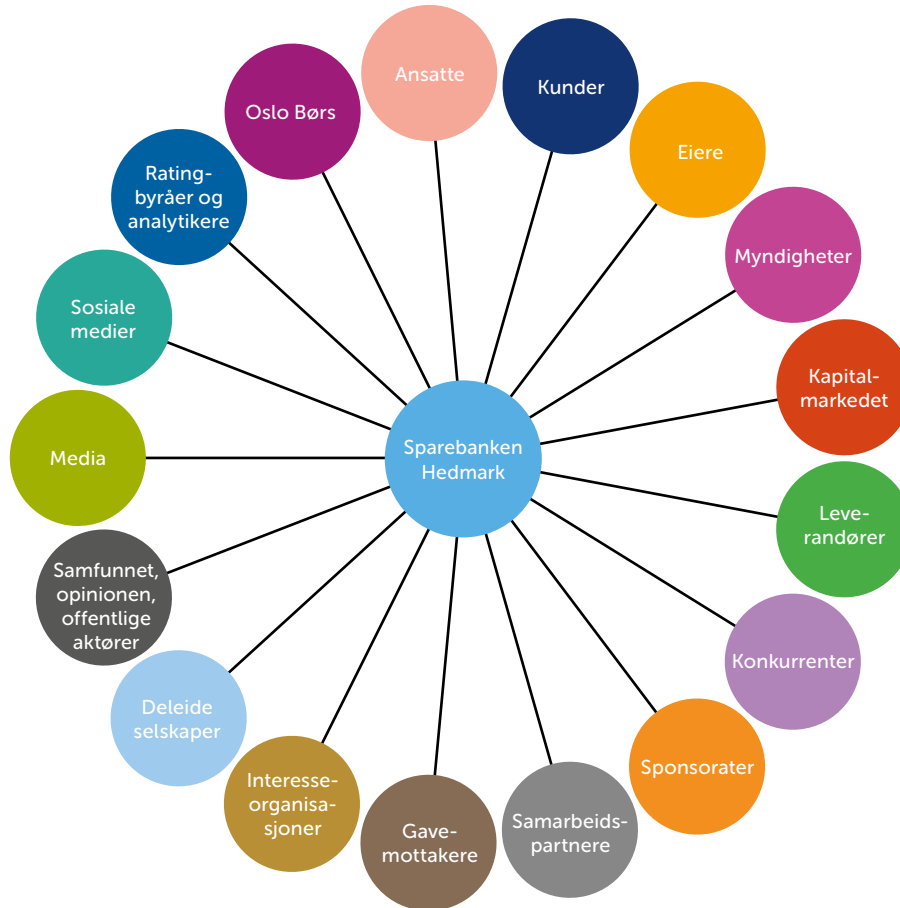 Ansatte
Kunder
Eiere
Myndigheter
Kapital-
markedet
Leve-
randører
Konkurrenter
Sponsorater
Samarbeids-
partnere
Gave-
mottakere
Interesse-
organisa-
sjoner
Deleide
selskaper
Samfunnet,
opinionen,
offentlige
aktører
Media
Sosiale
medier
Rating-
byråer og
analytikere
Oslo Børs
Sparebanken
Hedmark